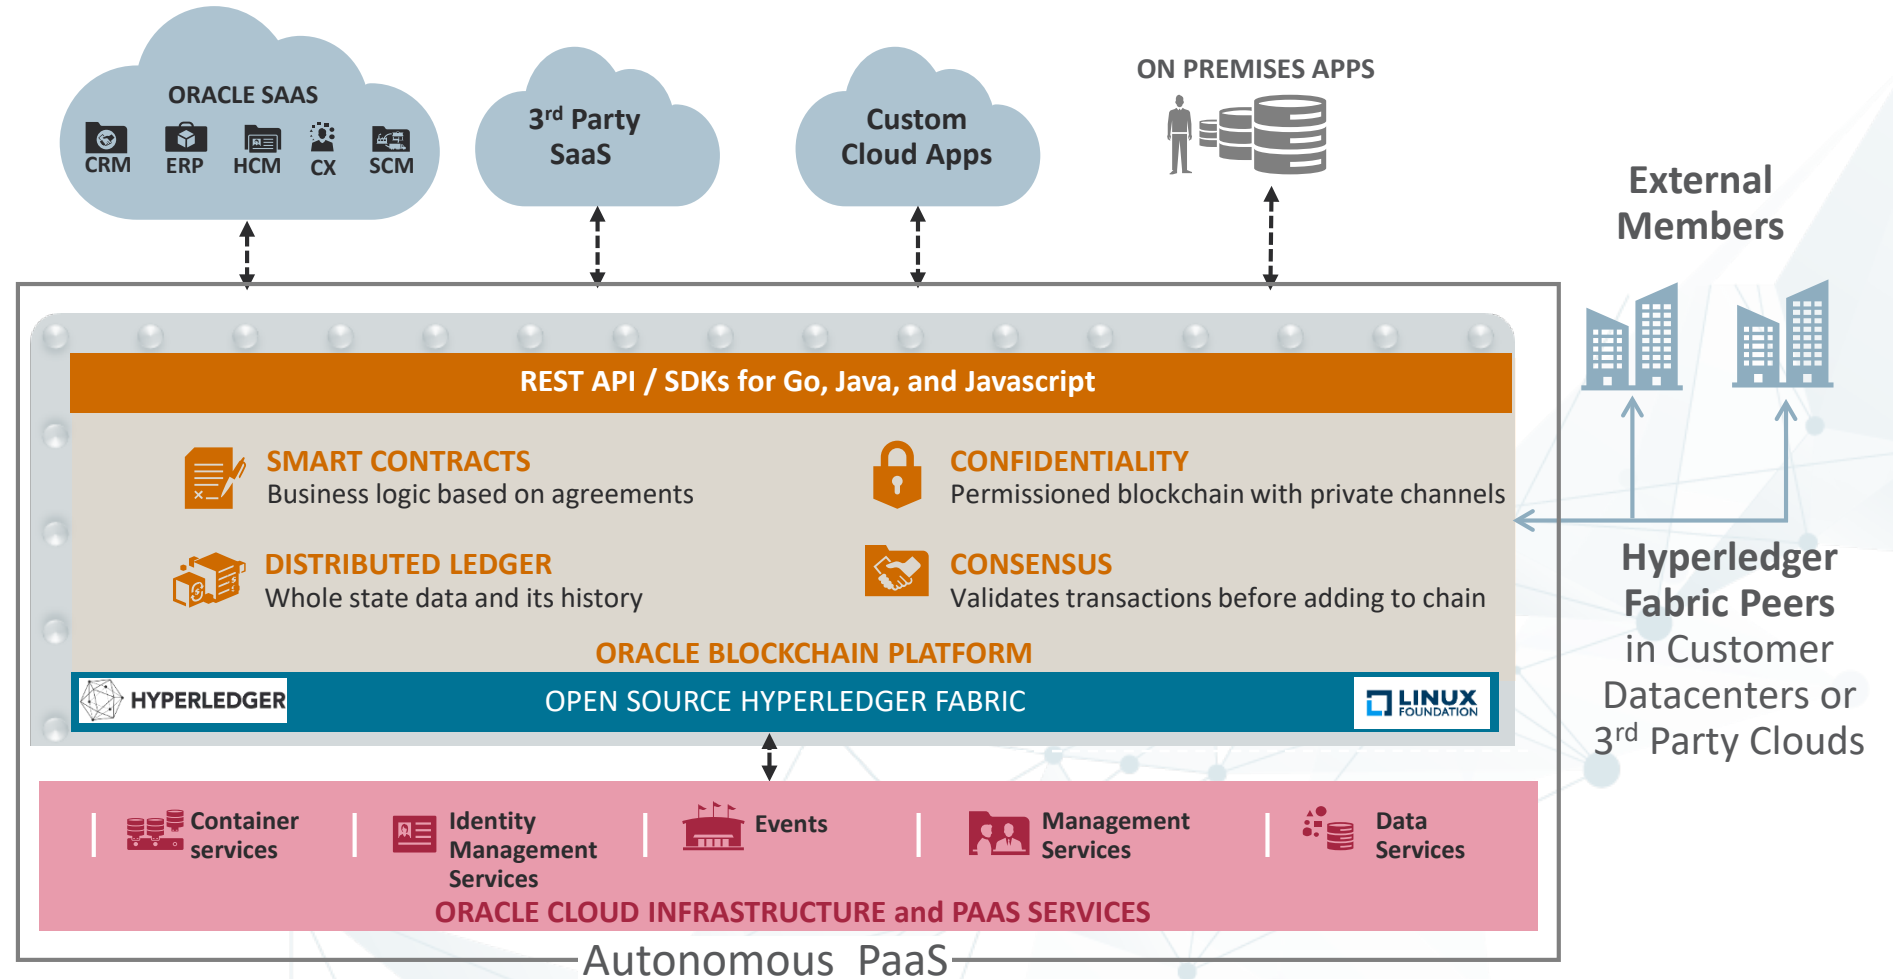 ORACLE SAAS
CRM
ERP
HCM
CX
SCM
3rd Party
SaaS
Custom
Cloud Apps
ON PREMISES APPS
External
Members
REST API / SDKs for Go, Java, and Javascript
SMART CONTRACTS
Business logic based on agreements
CONFIDENTIALITY
Permissioned blockchain with private channels
DISTRIBUTED LEDGER
Whole state data and its history
CONSENSUS
Validates transactions before adding to chain
ORACLE BLOCKCHAIN PLATFORM
HYPERLEDGER
OPEN SOURCE HYPERLEDGER FABRIC
LINUX
FOUNDATION
Hyperledger
Fabric Peers
in Customer
Datacenters or
3rd Party Clouds
Container
services
Identity
Management
Services
Events
Management
Services
Data
Services
ORACLE CLOUD INFRASTRUCTURE and PAAS SERVICES
Autonomous PaaS